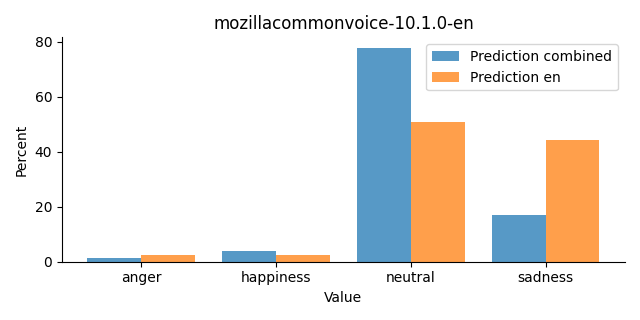 mozillacommonvoice-10.1.0-en
Prediction combined
Prediction en
Percent
80
60
40
20
0
anger happiness neutral sadness
Value